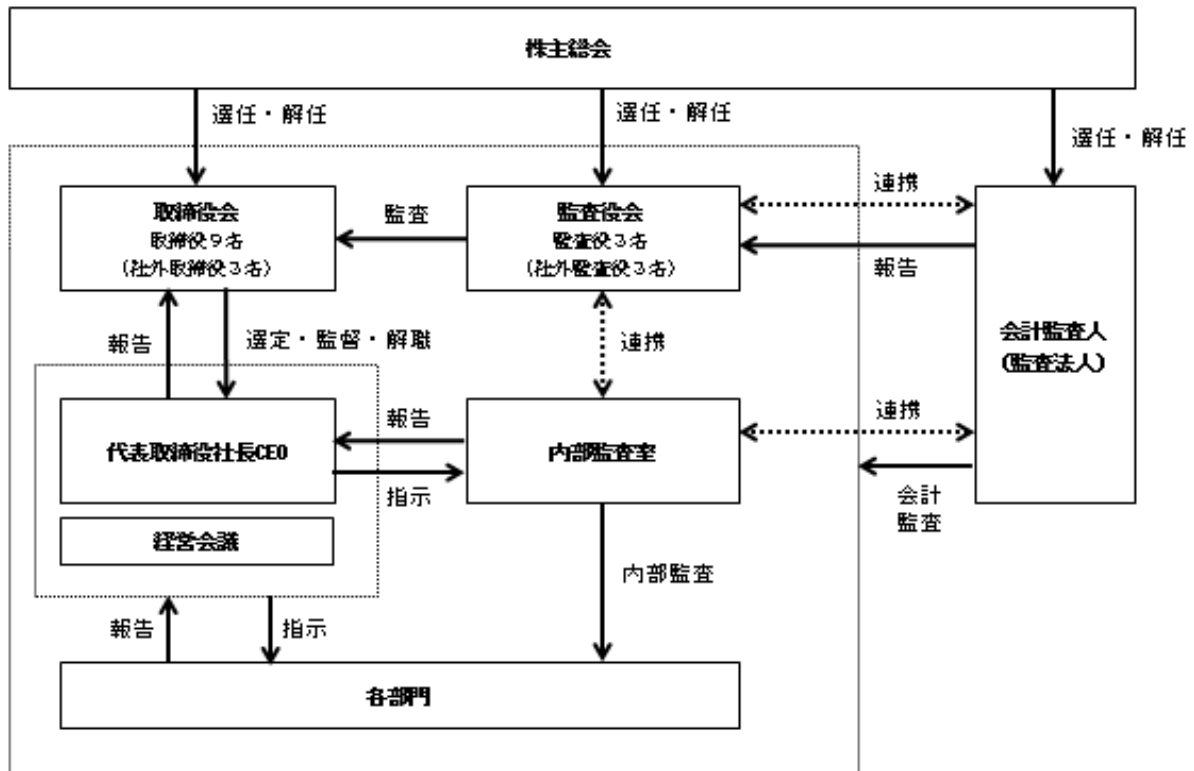 株主総会
選任・解任
選任・解任
選任・解任
取締役会
取締役9名
(社外取締役3名)
監査
監査役会
監査役3名
(社外監査役3名)
連携
報告
会計監査人
(監査法人)
報告
選定・監督・解職
連携
代表取締役社長CEO
報告
指示
内部監査室
連携
会計
監査
経営会議
内部監査
報告
指示
各部門